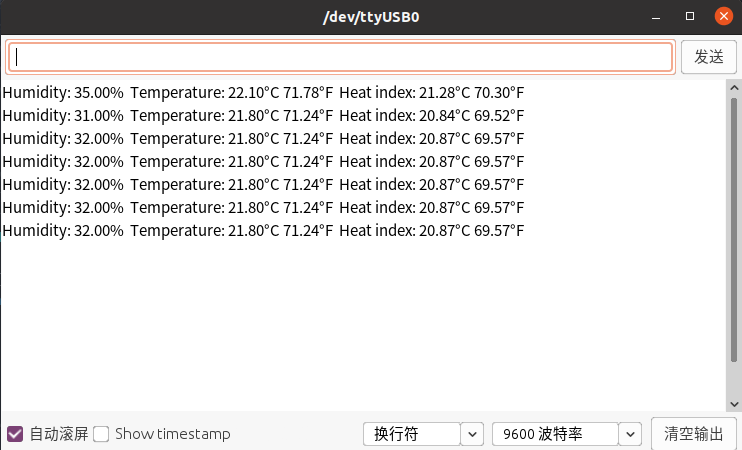 /dev/ttyUSB0
发送
Humidity: 35.00%  Temperature: 22.10°C 71.78°F  Heat index: 21.28°C 70.30°F
Humidity: 31.00%  Temperature: 21.80°C 71.24°F  Heat index: 20.84°C 69.52°F
Humidity: 32.00%  Temperature: 21.80°C 71.24°F  Heat index: 20.87°C 69.57°F
Humidity: 32.00%  Temperature: 21.80°C 71.24°F  Heat index: 20.87°C 69.57°F
Humidity: 32.00%  Temperature: 21.80°C 71.24°F  Heat index: 20.87°C 69.57°F
Humidity: 32.00%  Temperature: 21.80°C 71.24°F  Heat index: 20.87°C 69.57°F
Humidity: 32.00%  Temperature: 21.80°C 71.24°F  Heat index: 20.87°C 69.57°F
自动滚屏 Show timestamp 换行符 9600 波特率 清空输出